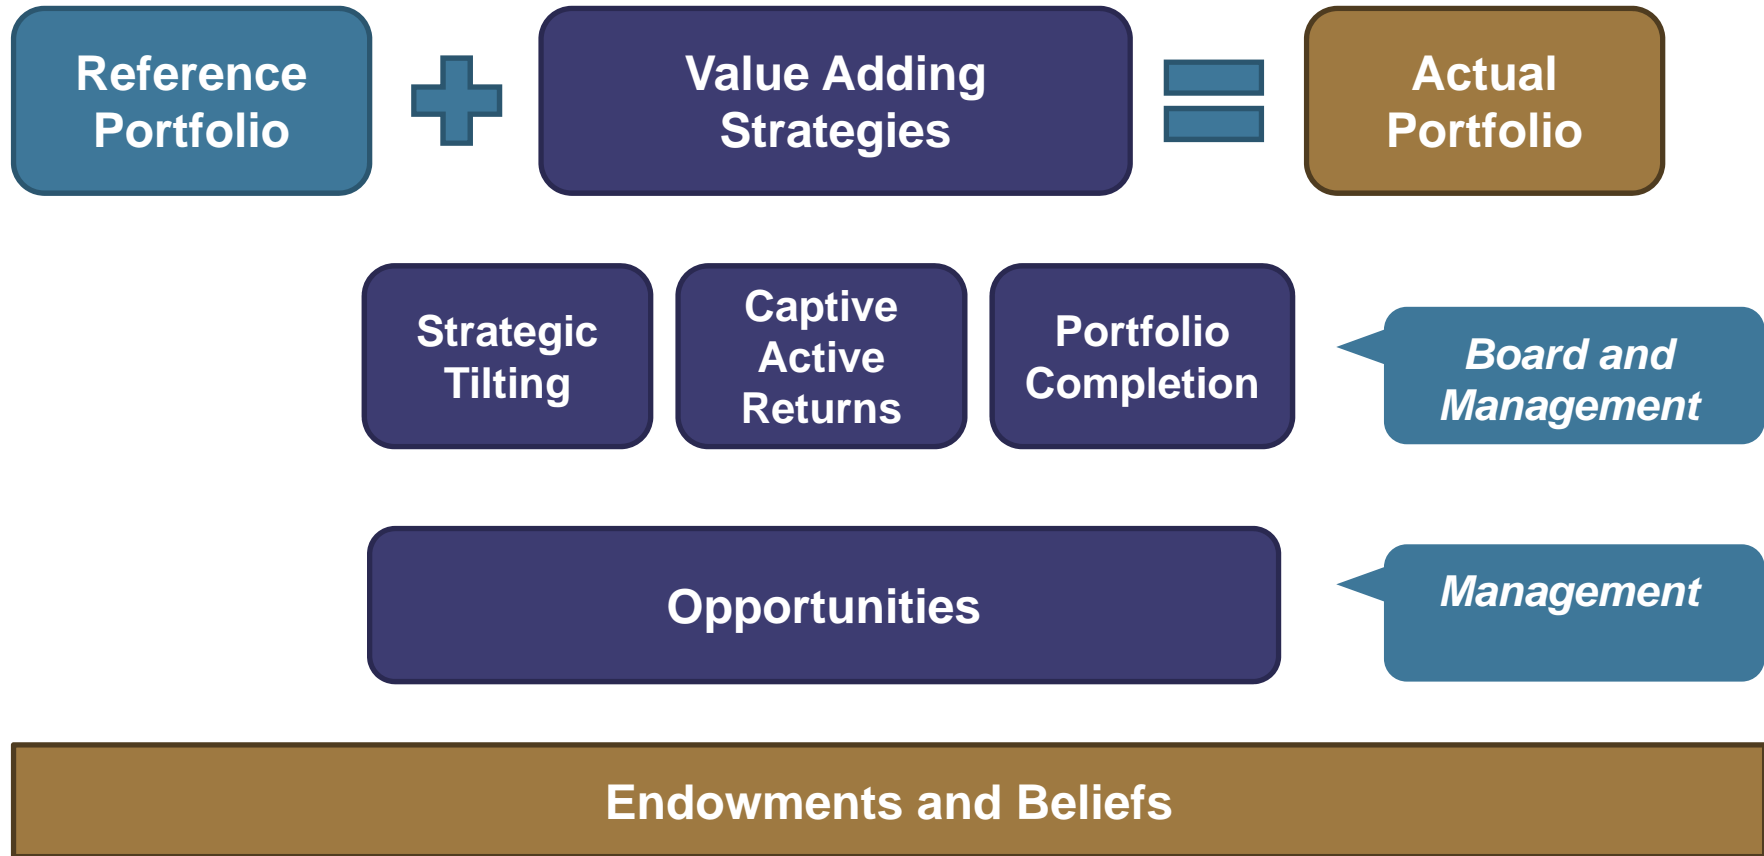 Reference
Portfolio
Value Adding
Strategies
Actual
Portfolio
Strategic
Tilting
Captive
Active
Returns
Portfolio
Completion
Board and
Management
Opportunities
Management
Endowments and Beliefs